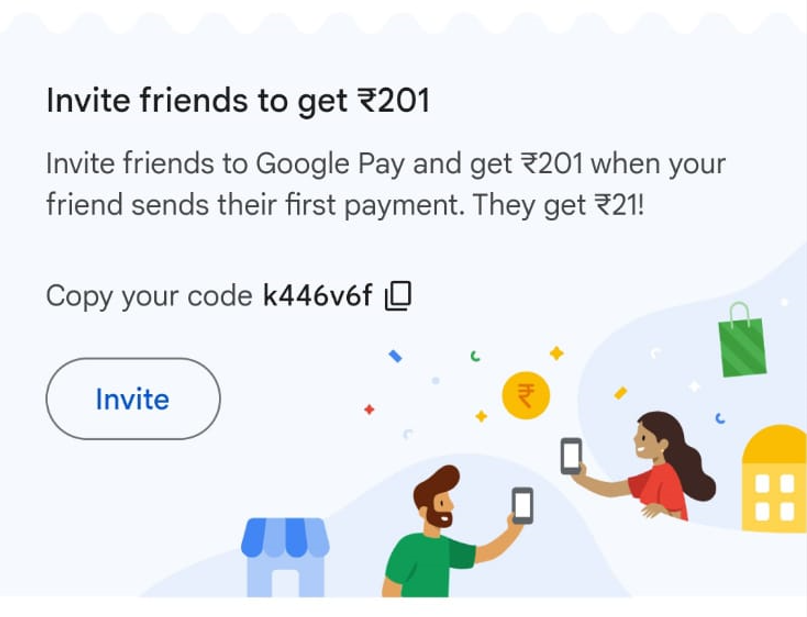 Invite friends to get ₹201
Invite friends to Google Pay and get ₹201 when your
friend sends their first payment. They get ₹21!
Copy your code k446v6f
Invite
₹